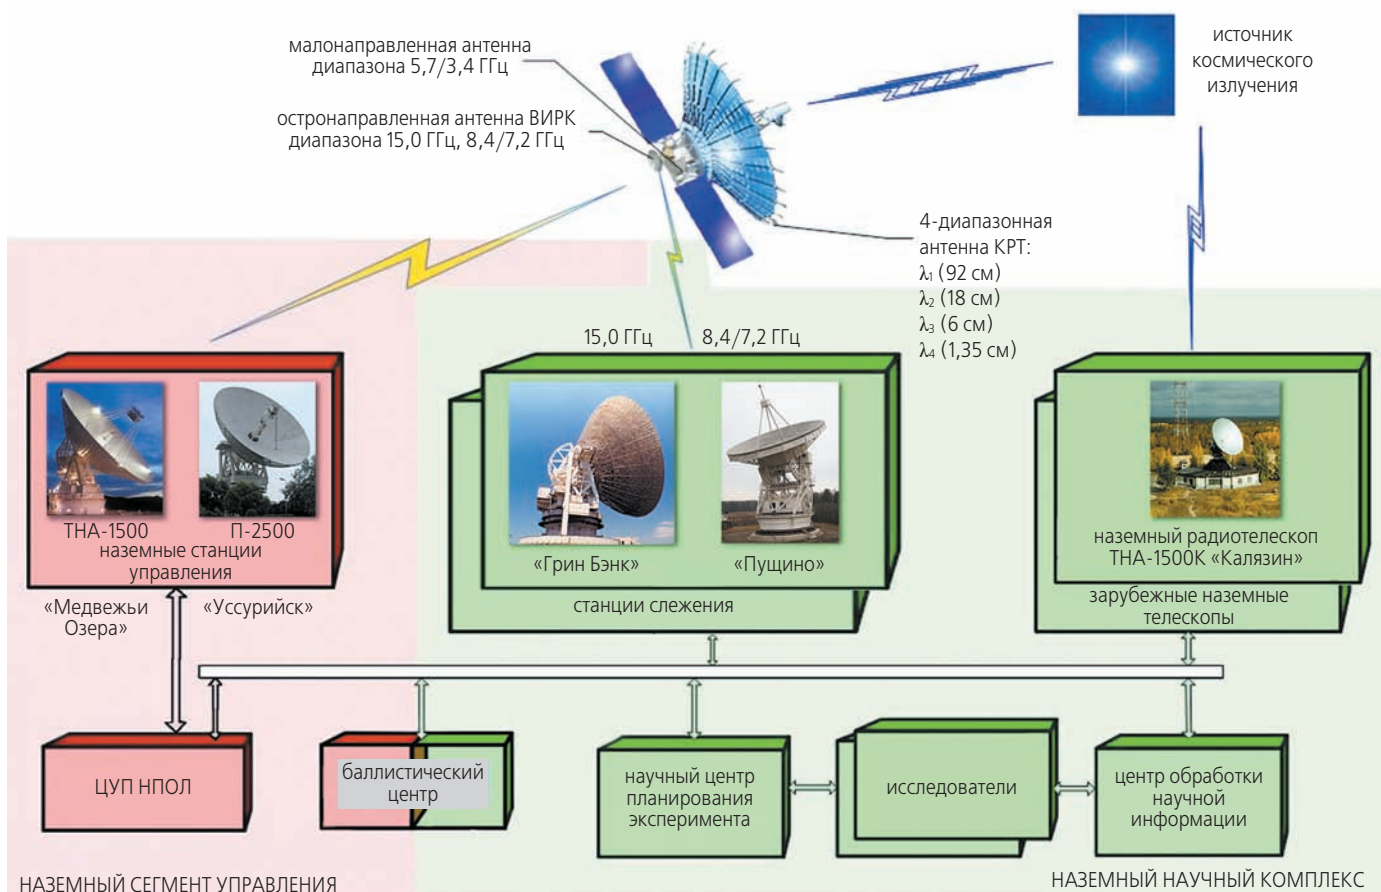 малонаправленная антенна
диапазона 5,7/3,4 ГГц
остронаправленная антенна ВИРК
диапазона 15,0 ГГц, 8,4/7,2 ГГц
источник
космического
излучения
4-диапазонная
антенна КРТ:
λ₁ (92 см)
λ₂ (18 см)
λ₃ (6 см)
λ₄ (1,35 см)
15,0 ГГц
8,4/7,2 ГГц
ТНА-1500
П-2500
наземные станции
управления
«Медвежьи
Озера»
«Уссурийск»
«Грин Бэнк»
«Пущино»
станции слежения
наземный радиотелескоп
ТНА-1500К «Калязин»
зарубежные наземные
телескопы
ЦУП НПОЛ
баллистический
центр
научный центр
планирования
эксперимента
исследователи
центр обработки
научной
информации
НАЗЕМНЫЙ СЕГМЕНТ УПРАВЛЕНИЯ
НАЗЕМНЫЙ НАУЧНЫЙ КОМПЛЕКС